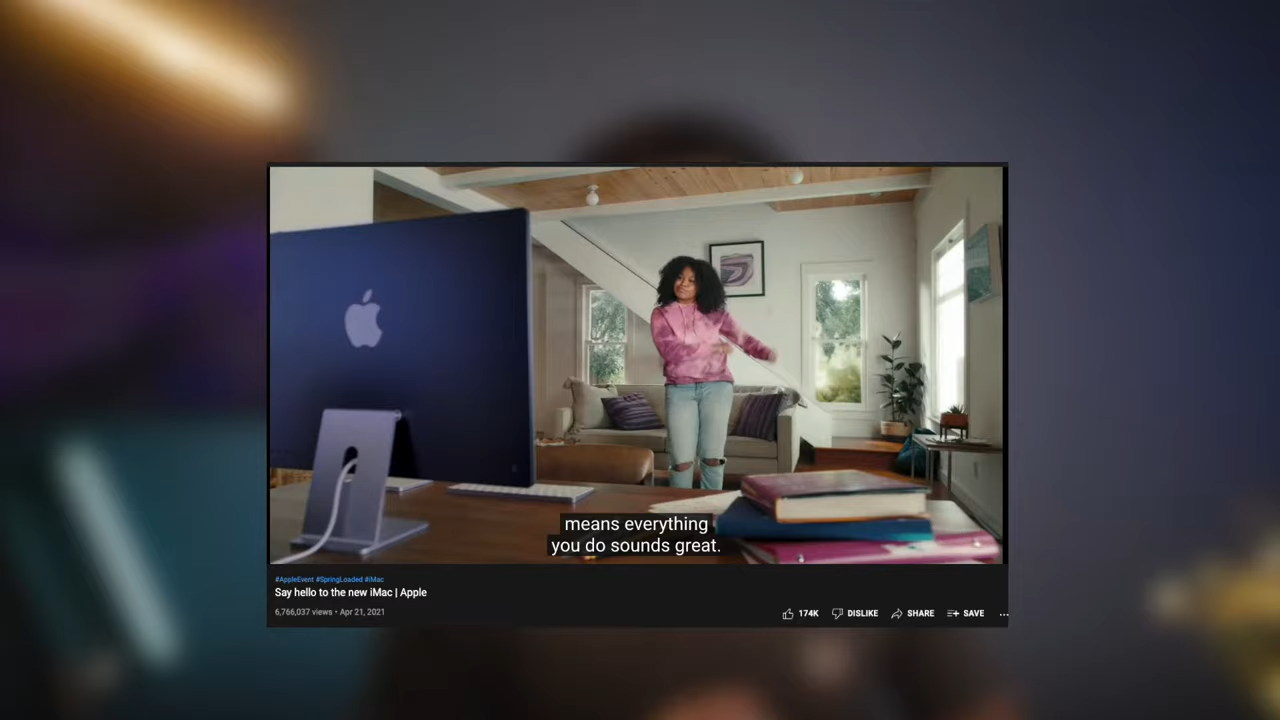 means everything
you do sounds great.
#AppleEvent #SpringLoaded #iMac
Say hello to the new iMac | Apple
6,766,037 views • Apr 21, 2021
174K DISLIKE SHARE SAVE ...